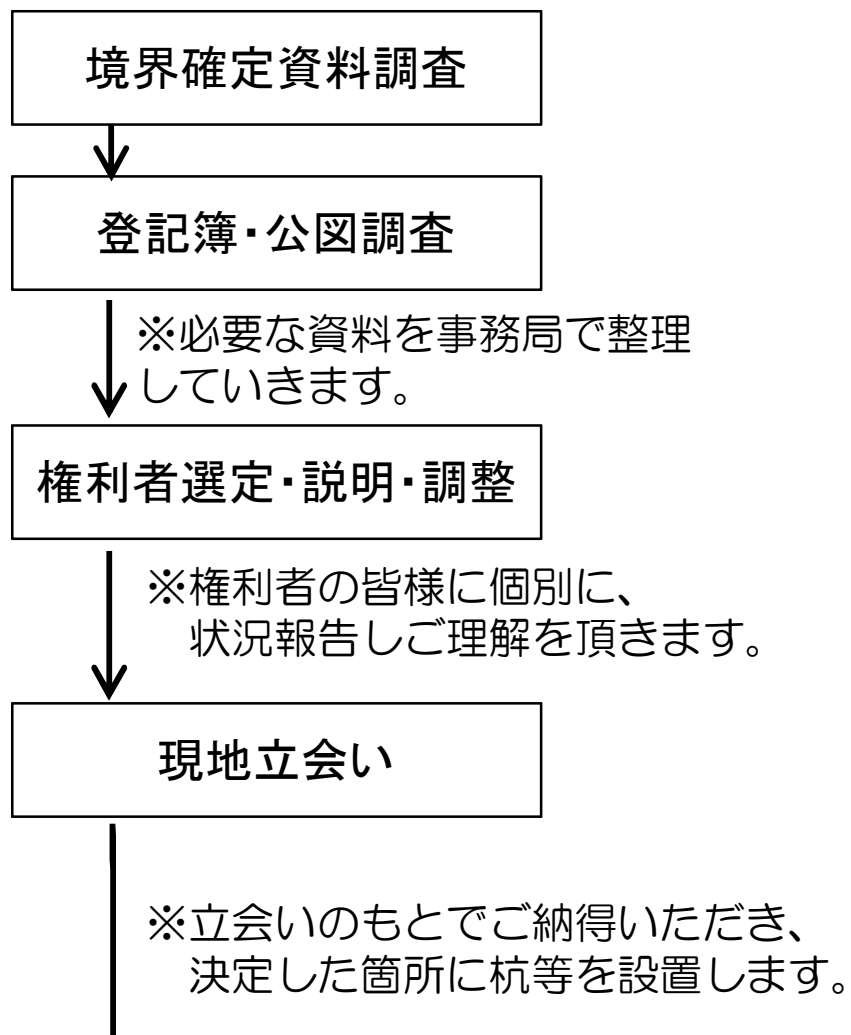 境界確定資料調査
登記簿・公図調査
※必要な資料を事務局で整理
していきます。
権利者選定・説明・調整
※権利者の皆様に個別に、
状況報告しご理解を頂きます。
現地立会い
※立会いのもとでご納得いただき、
決定した箇所に杭等を設置します。